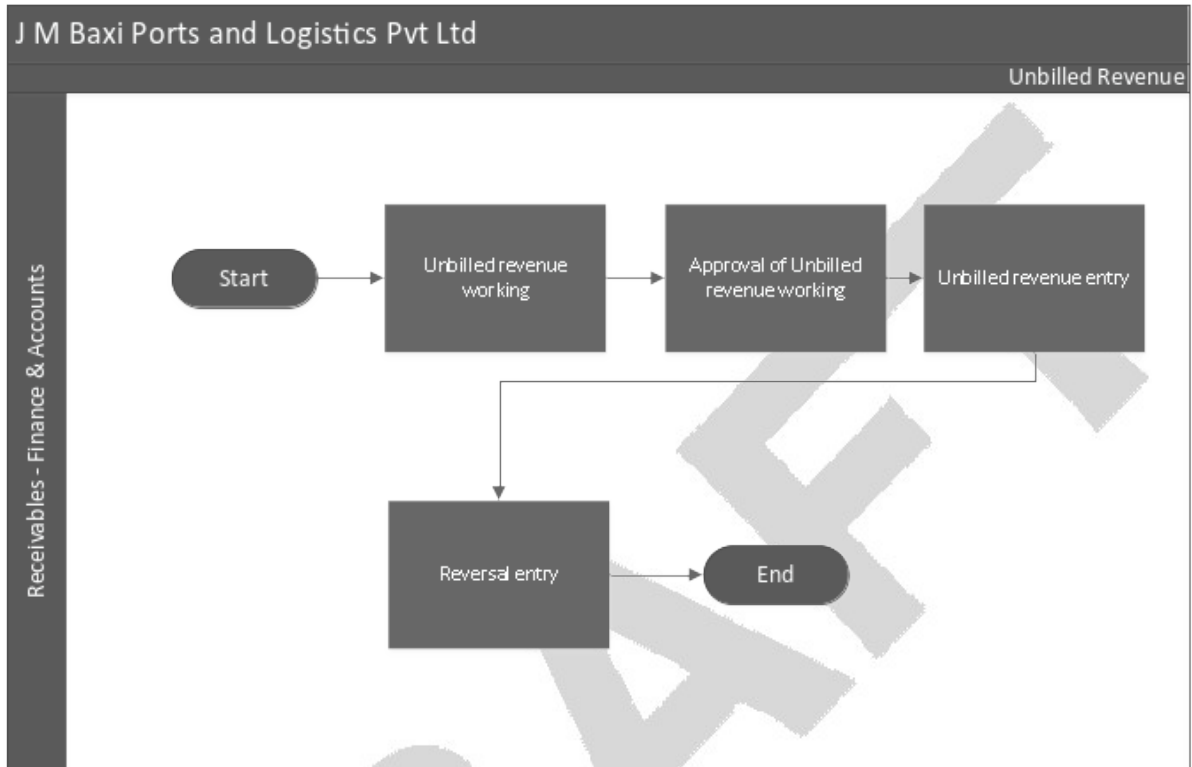 J M Baxi Ports and Logistics Pvt Ltd
Unbilled Revenue
Receivables - Finance & Accounts
Start
Unbilled revenue
working
Approval of Unbilled
revenue working
Unbilled revenue entry
Reversal entry
End